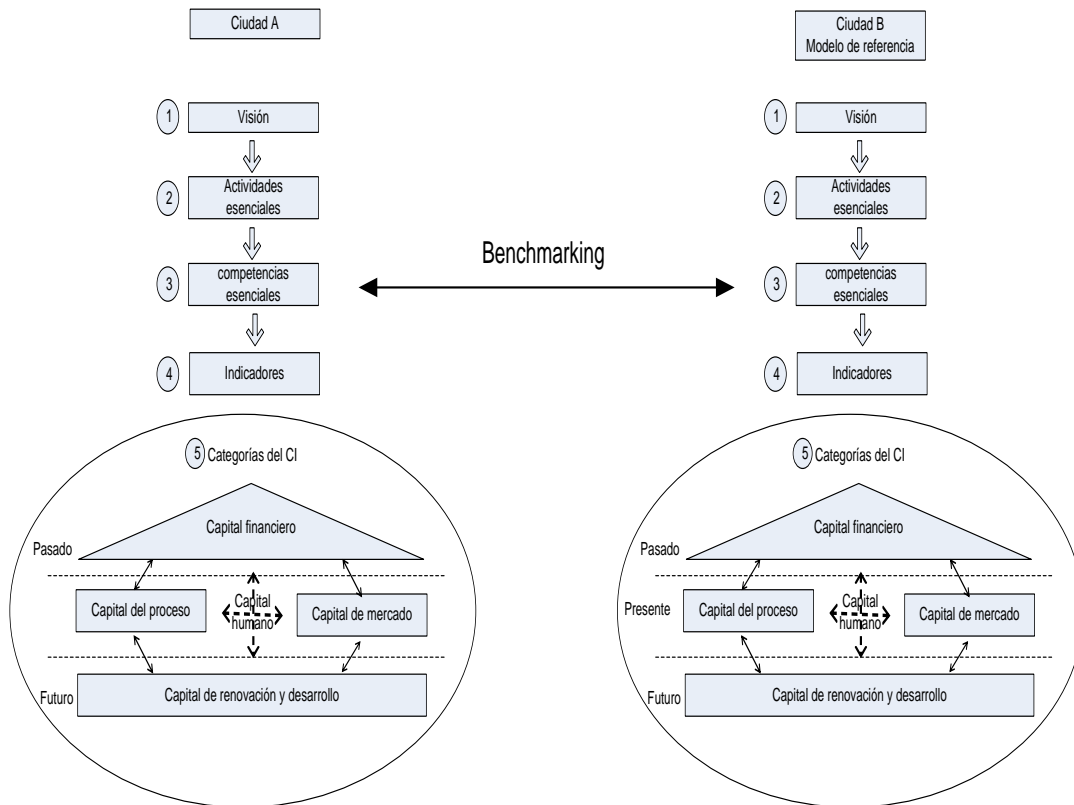 Ciudad A
1
Visión
2
Actividades
esenciales
3
competencias
esenciales
4
Indicadores
5
Categorías del CI
Capital financiero
Pasado
Capital del proceso
Capital
humano
Capital de mercado
Futuro
Capital de renovación y desarrollo
Benchmarking
Ciudad B
Modelo de referencia
1
Visión
2
Actividades
esenciales
3
competencias
esenciales
4
Indicadores
5
Categorías del CI
Capital financiero
Pasado
Presente
Capital del proceso
Capital
humano
Capital de mercado
Futuro
Capital de renovación y desarrollo